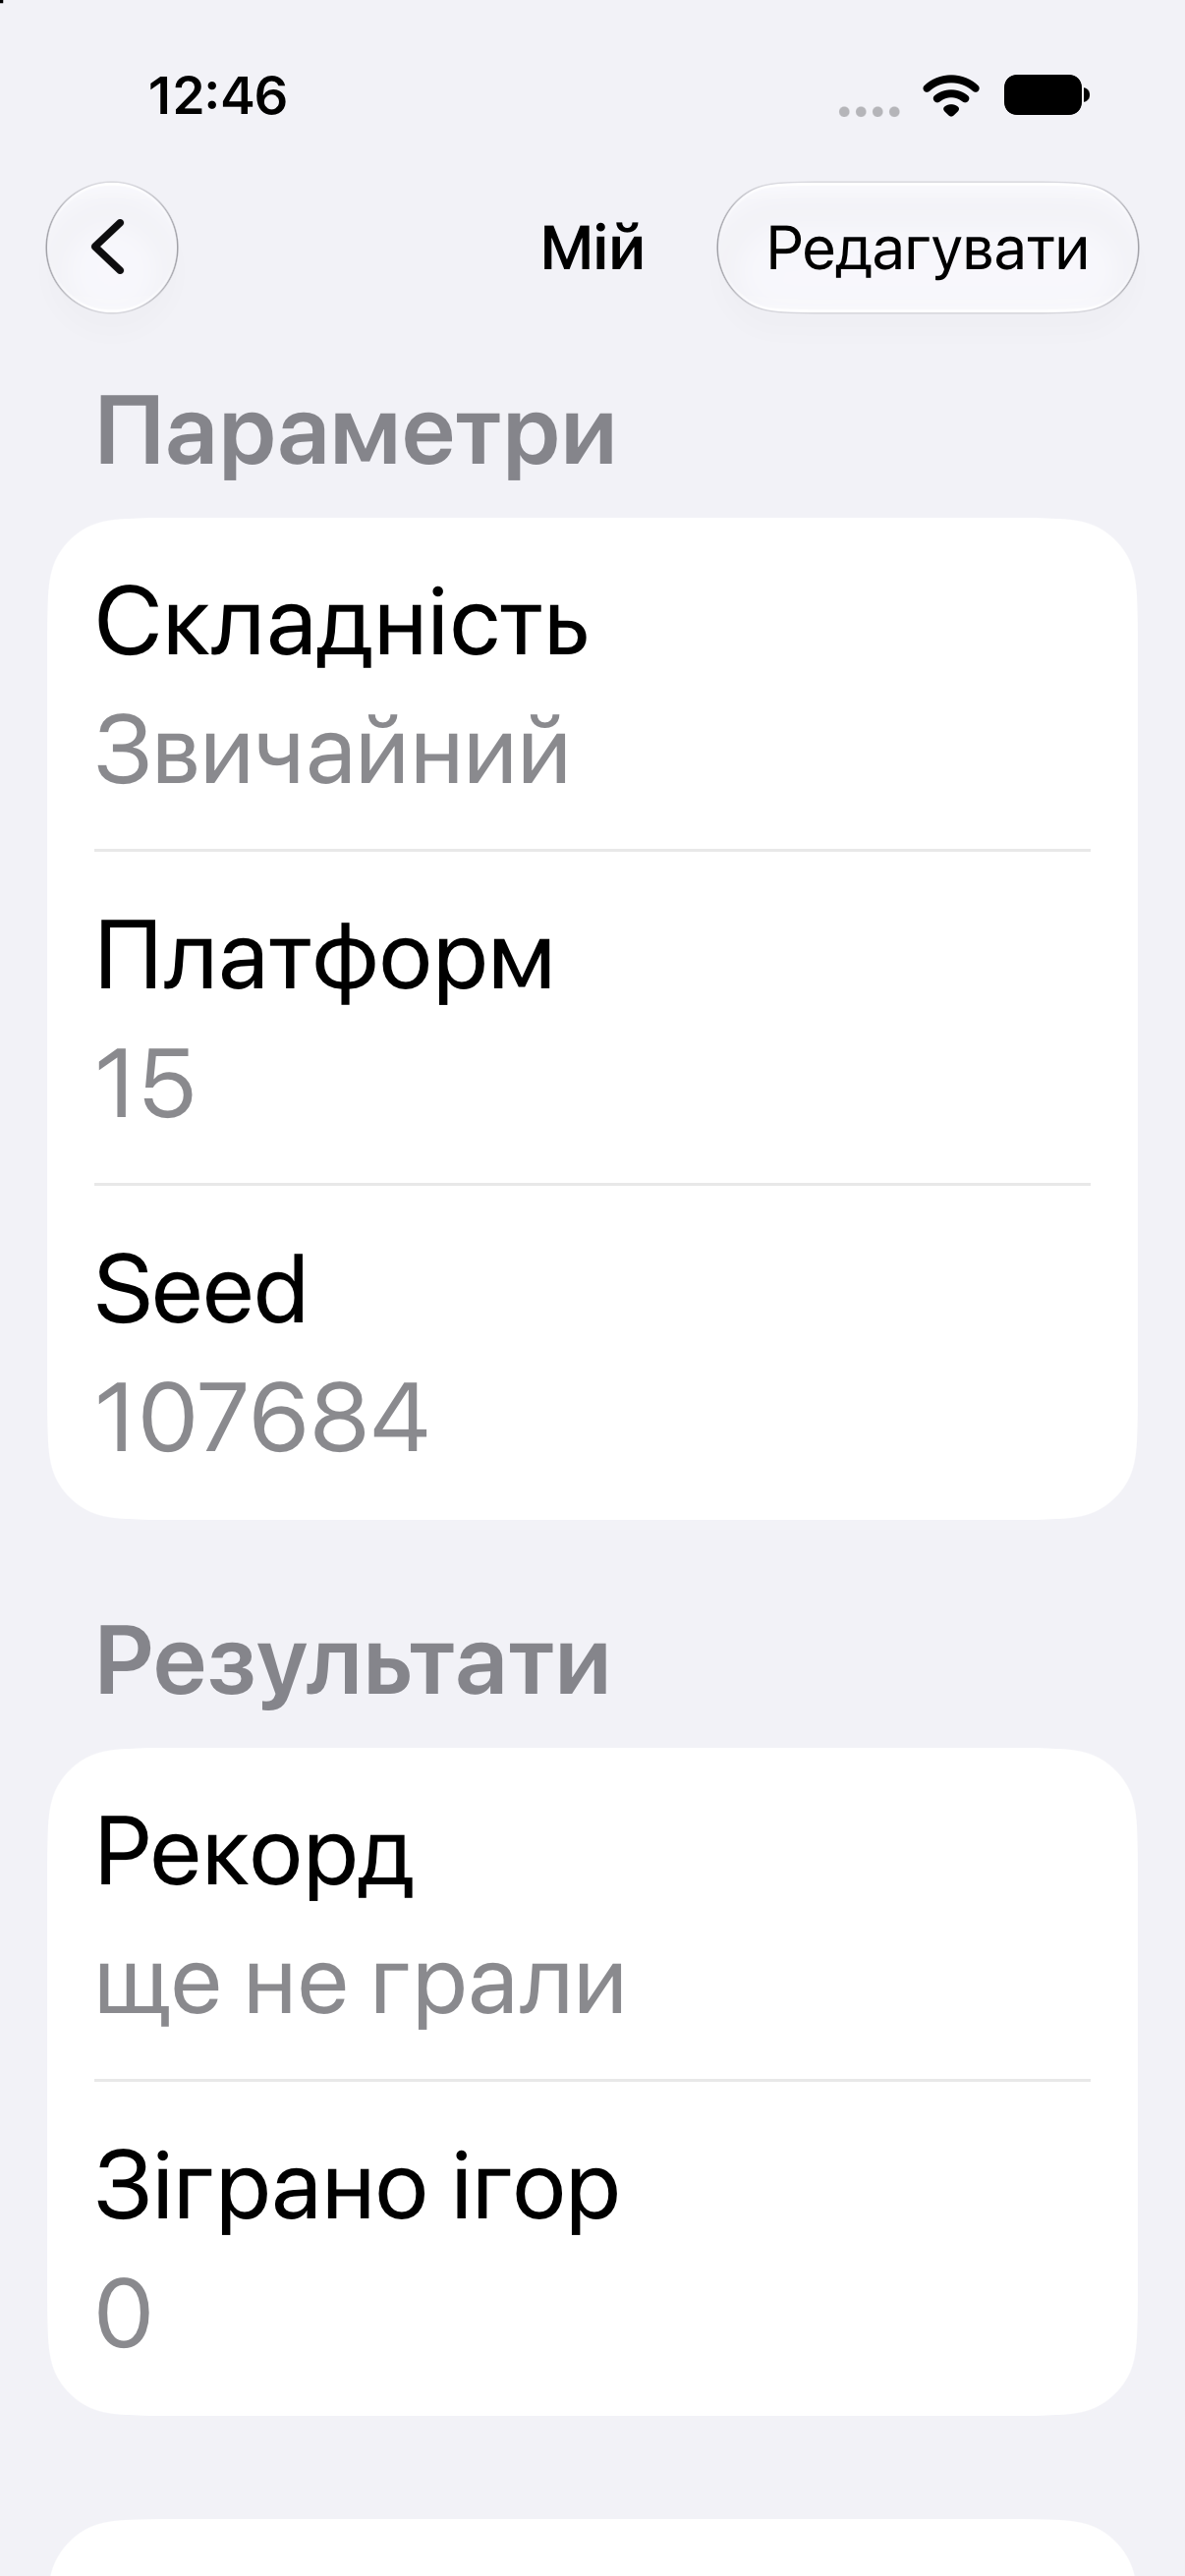 12:46
Мій
Редагувати
Параметри
Складність
Звичайний
Платформ
15
Seed
107684
Результати
Рекорд
ще не грали
Зіграно ігор
0